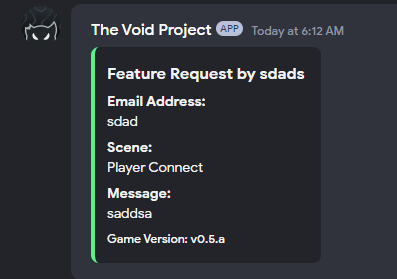 The Void Project APP Today at 6:12 AM
Feature Request by sdads
Email Address:
sdad
Scene:
Player Connect
Message:
saddsa
Game Version: v0.5.a